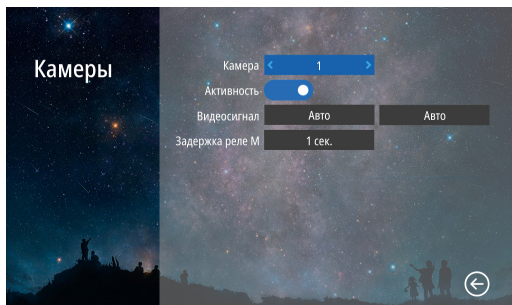 Камеры
Камера 1
Активность
Видеосигнал Авто Авто
Задержка реле М 1 сек.